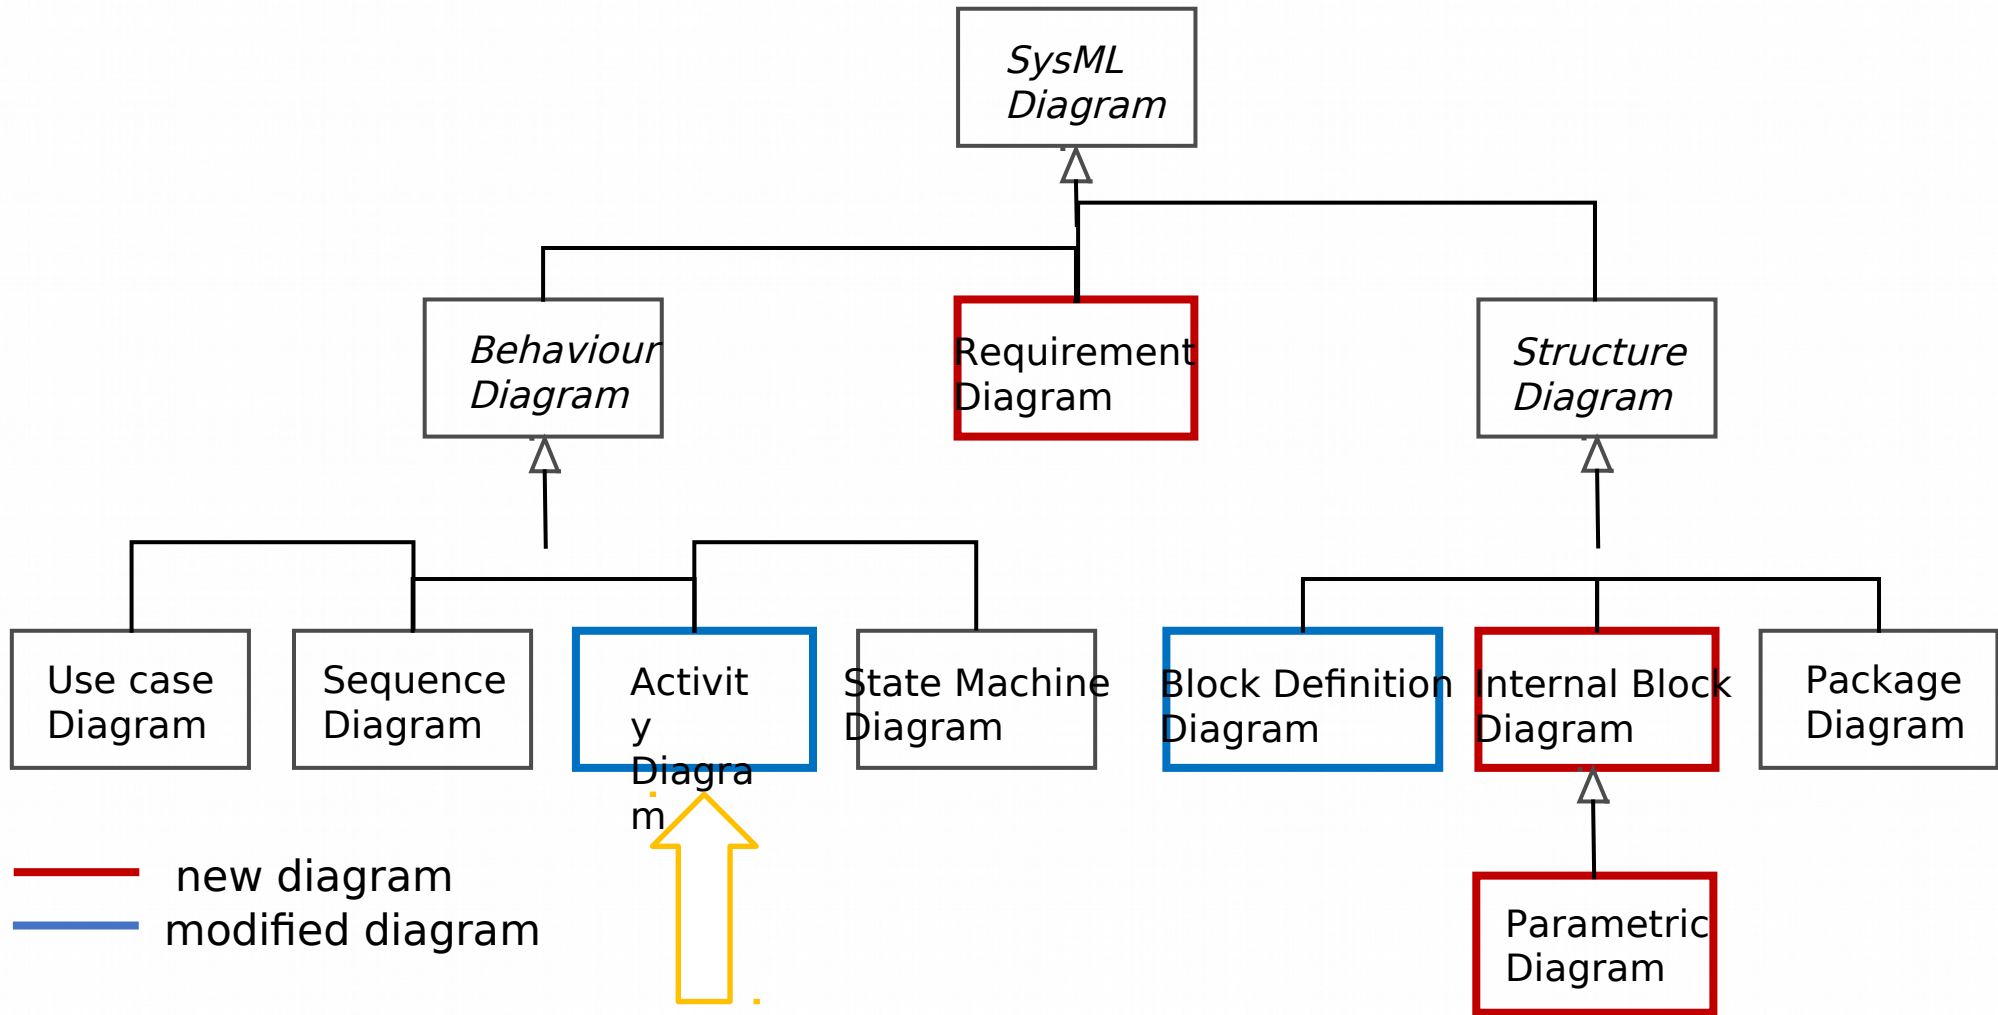 SysML
Diagram
Behaviour
Diagram
Requirement
Diagram
Structure
Diagram
Use case
Diagram
Sequence
Diagram
Activit
y
Diagra
m
State Machine
Diagram
Block Definition
Diagram
Internal Block
Diagram
Package
Diagram
new diagram
modified diagram
Parametric
Diagram